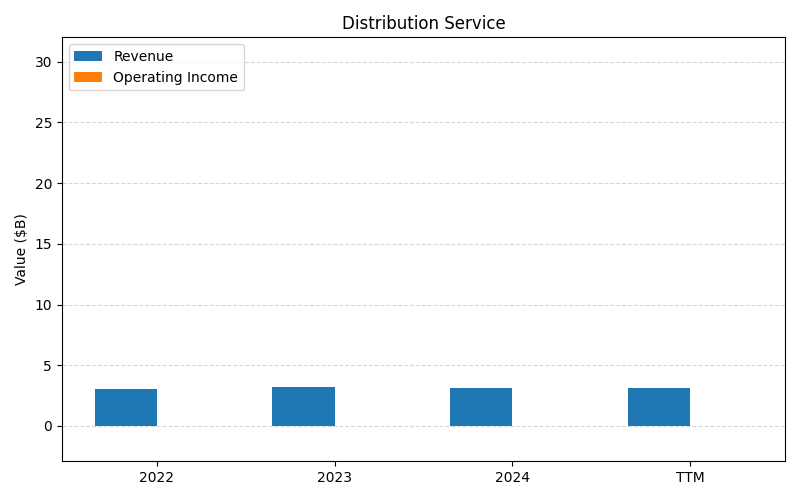 Distribution Service
Revenue
Operating Income
Value ($B)
30
25
20
15
10
5
0
2022 2023 2024 TTM